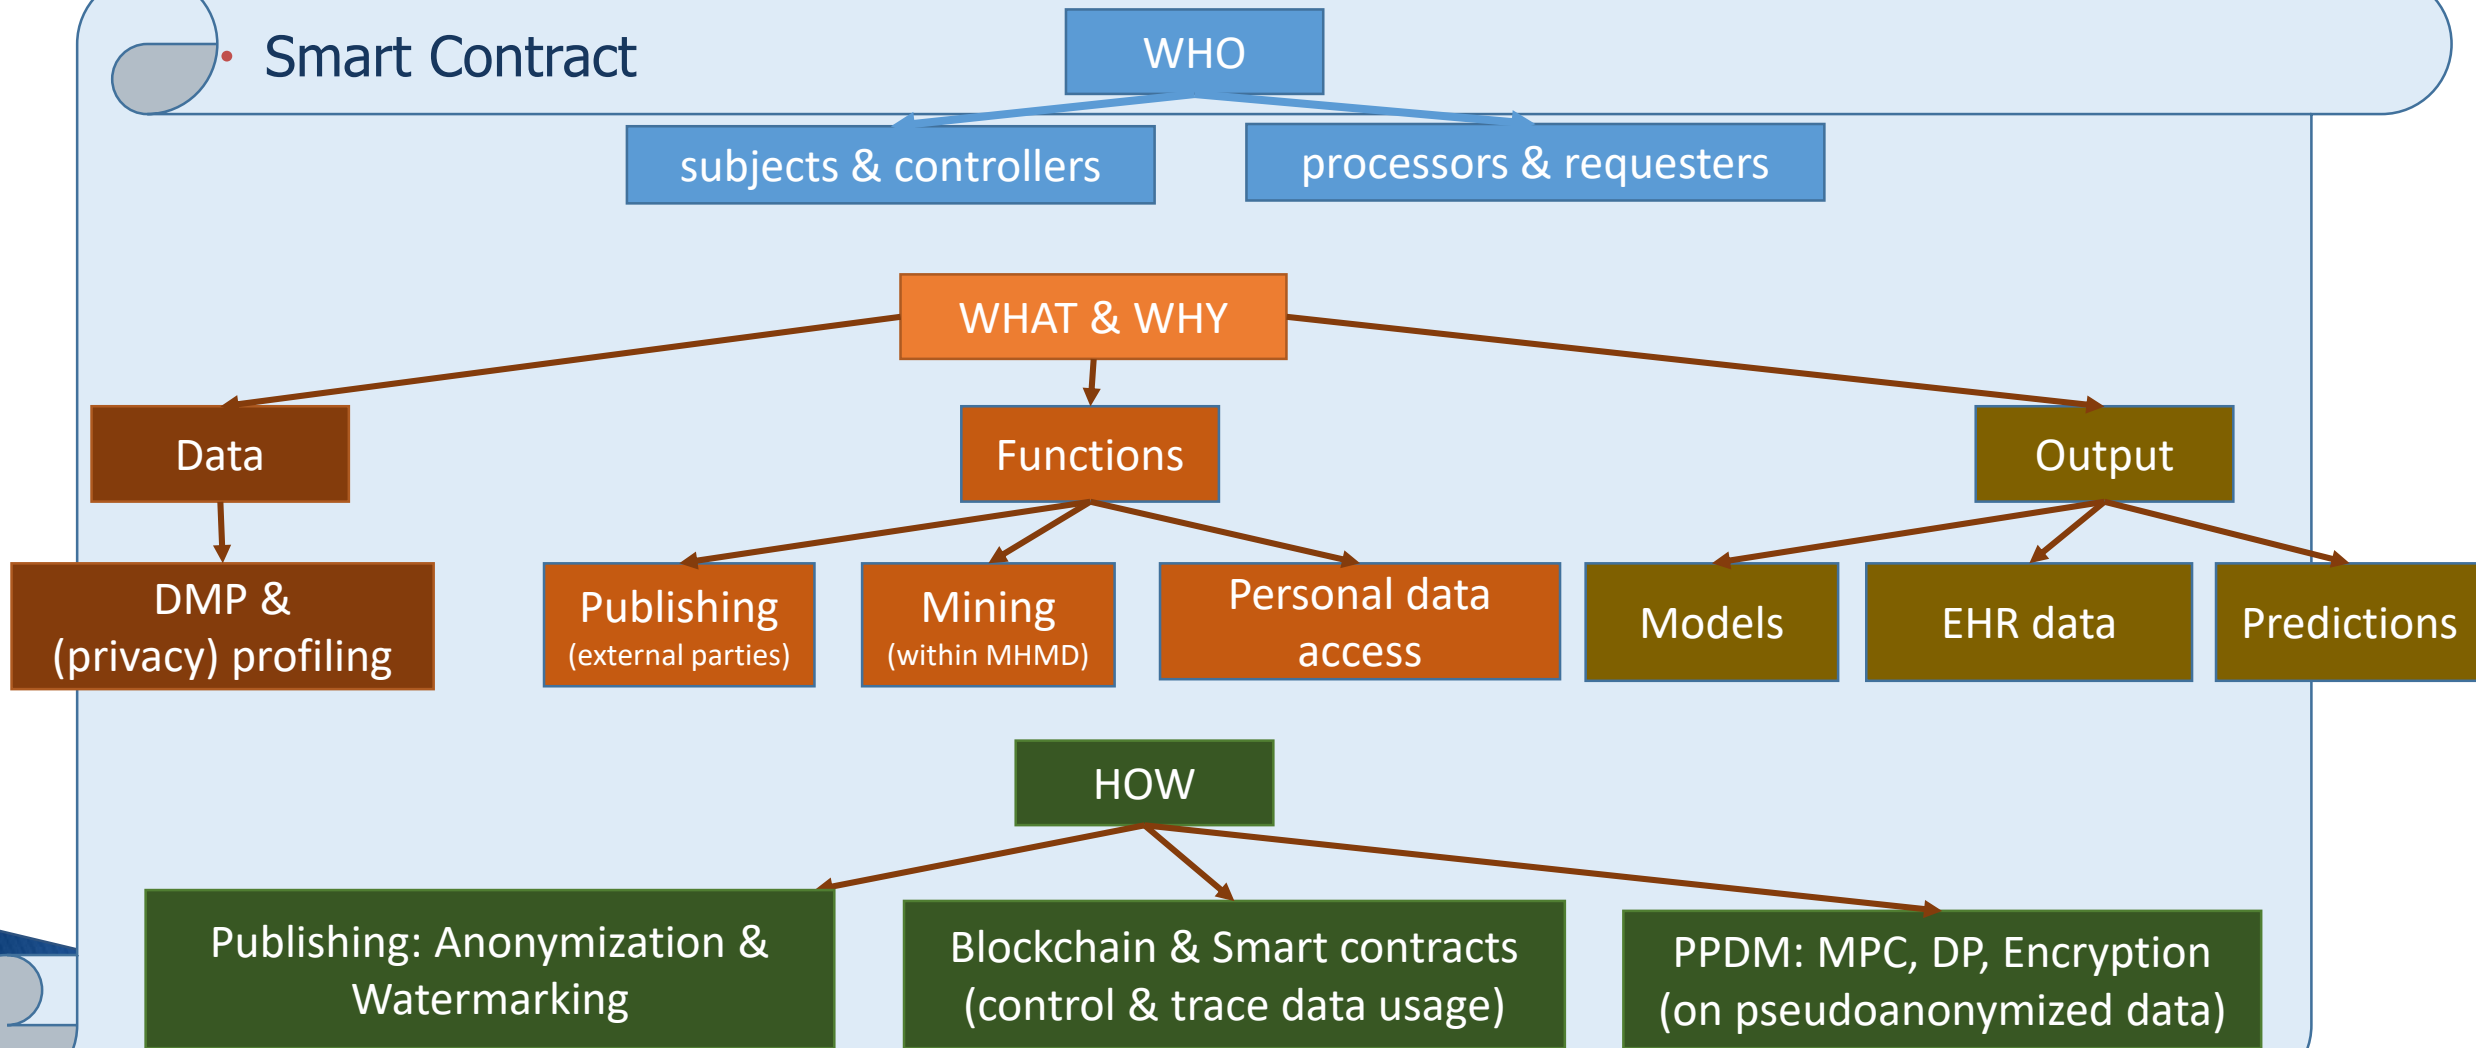 • Smart Contract
WHO
subjects & controllers
processors & requesters
WHAT & WHY
Data
Functions
Output
DMP &
(privacy) profiling
Publishing
(external parties)
Mining
(within MHMD)
Personal data
access
Models
EHR data
Predictions
HOW
Publishing: Anonymization &
Watermarking
Blockchain & Smart contracts
(control & trace data usage)
PPDM: MPC, DP, Encryption
(on pseudoanonymized data)